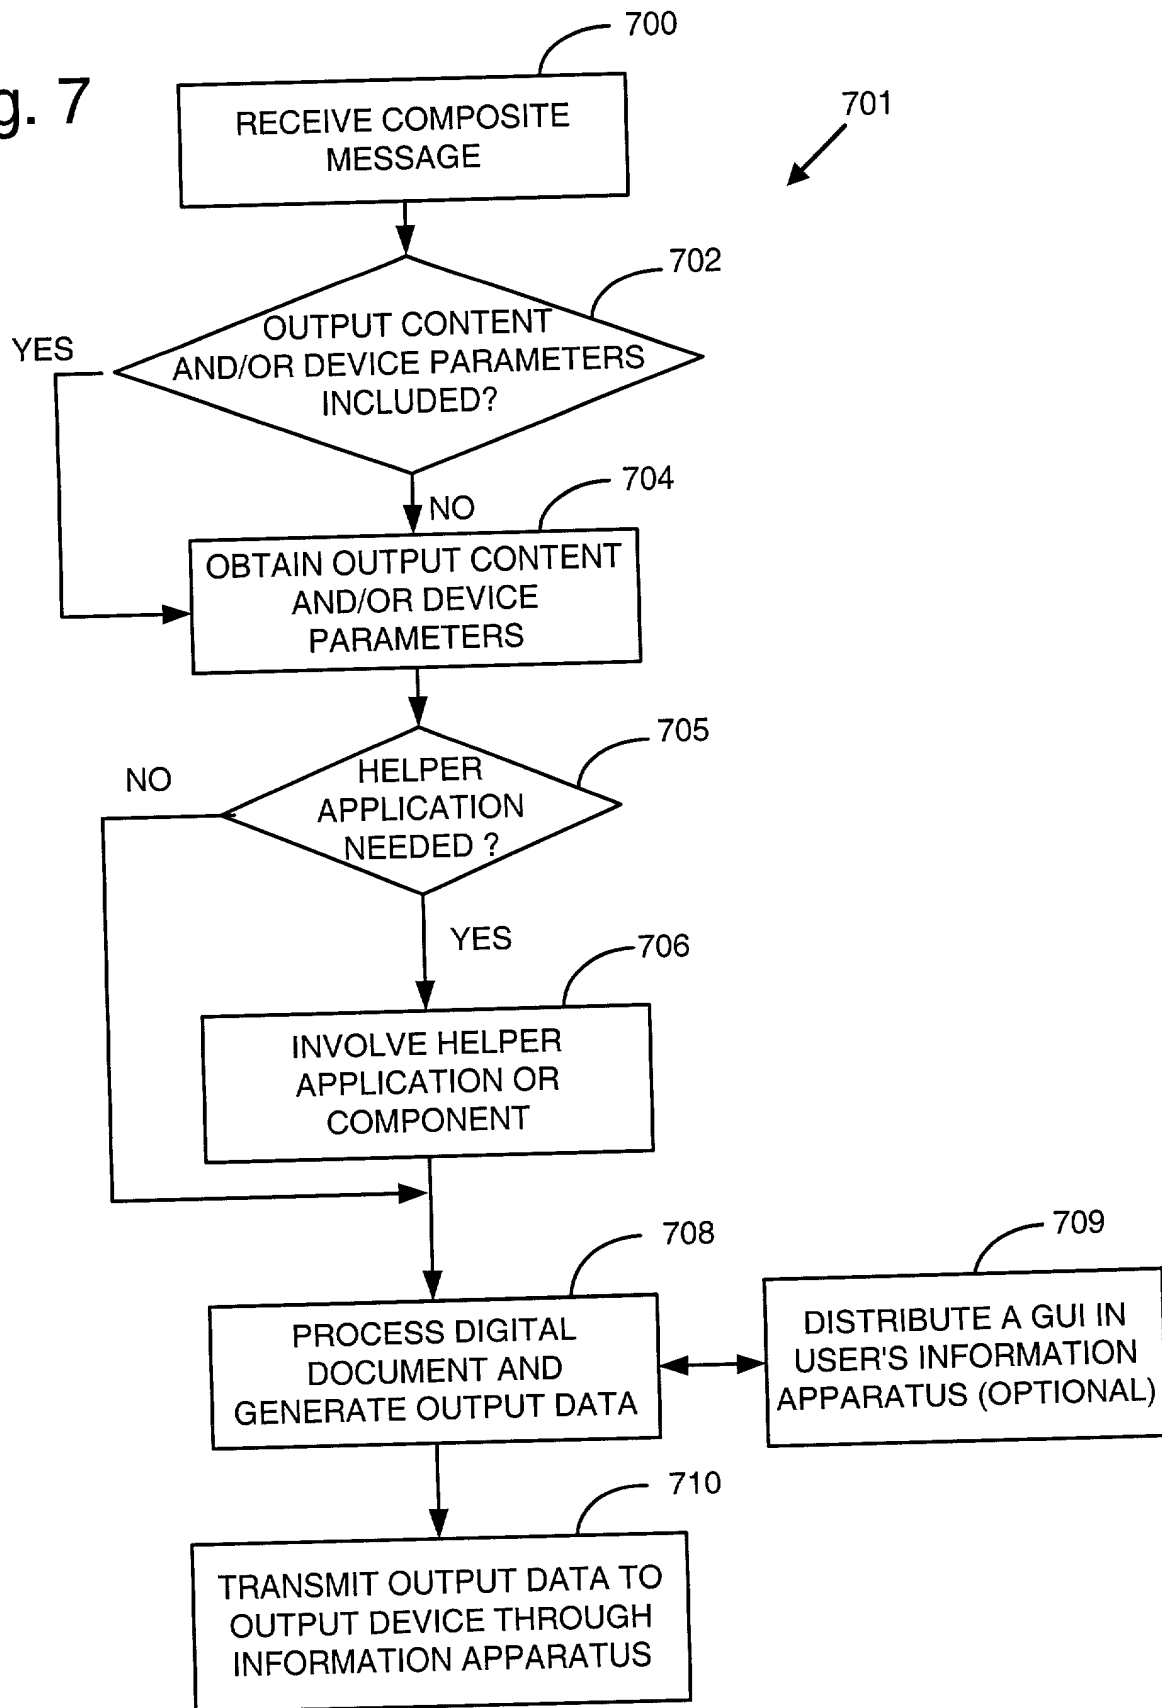 g. 7
700
RECEIVE COMPOSITE
MESSAGE
701
702
OUTPUT CONTENT
AND/OR DEVICE PARAMETERS
INCLUDED?
YES
NO
704
OBTAIN OUTPUT CONTENT
AND/OR DEVICE
PARAMETERS
705
HELPER
APPLICATION
NEEDED ?
NO
YES
706
INVOLVE HELPER
APPLICATION OR
COMPONENT
708
PROCESS DIGITAL
DOCUMENT AND
GENERATE OUTPUT DATA
709
DISTRIBUTE A GUI IN
USER'S INFORMATION
APPARATUS (OPTIONAL)
710
TRANSMIT OUTPUT DATA TO
OUTPUT DEVICE THROUGH
INFORMATION APPARATUS